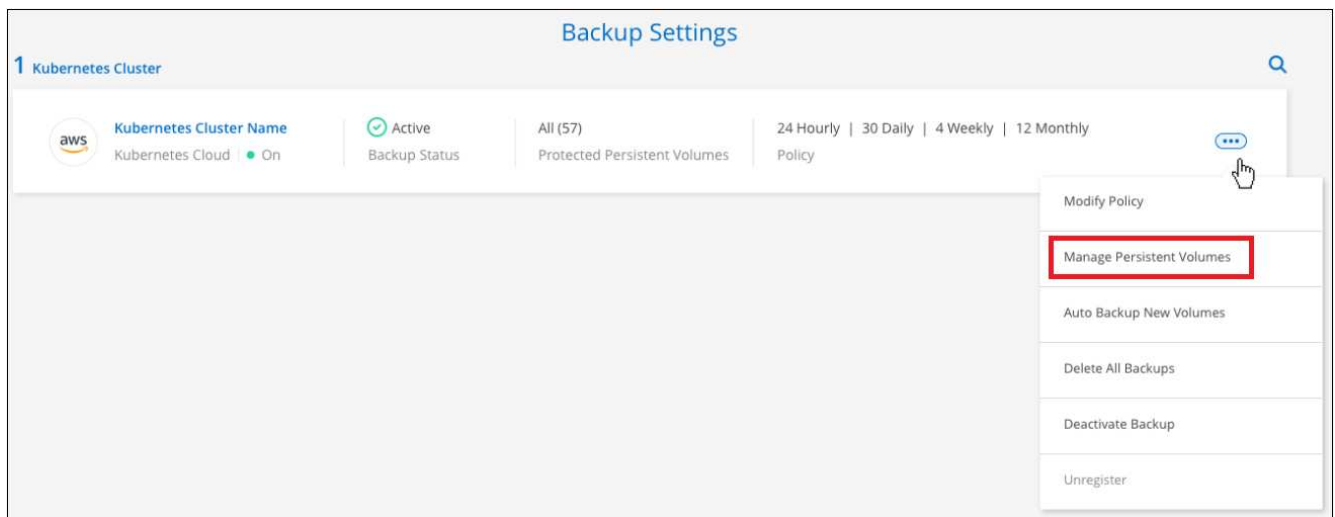 Backup Settings
1 Kubernetes Cluster
aws
Kubernetes Cluster Name
Kubernetes Cloud
On
Active
Backup Status
All (57)
Protected Persistent Volumes
24 Hourly | 30 Daily | 4 Weekly | 12 Monthly
Policy
Modify Policy
Manage Persistent Volumes
Auto Backup New Volumes
Delete All Backups
Deactivate Backup
Unregister